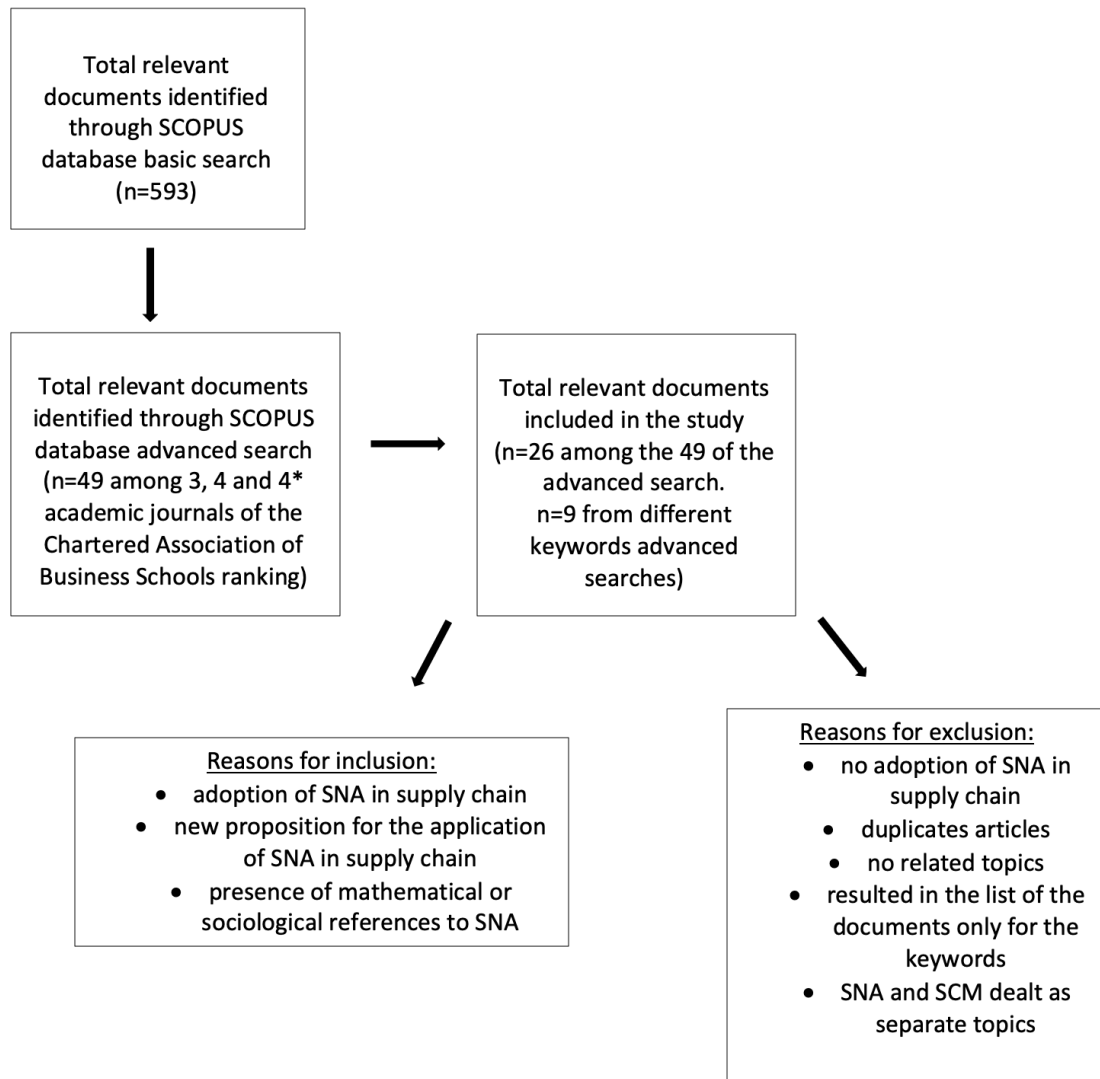 Total relevant
documents identified
through SCOPUS
database basic search
(n=593)
Total relevant documents
identified through SCOPUS
database advanced search
(n=49 among 3, 4 and 4*
academic journals of the
Chartered Association of
Business Schools ranking)
Total relevant documents
included in the study
(n=26 among the 49 of the
advanced search.
n=9 from different
keywords advanced
searches)
Reasons for inclusion:
• adoption of SNA in supply chain
• new proposition for the application
of SNA in supply chain
• presence of mathematical or
sociological references to SNA
Reasons for exclusion:
• no adoption of SNA in
supply chain
• duplicates articles
• no related topics
• resulted in the list of the
documents only for the
keywords
• SNA and SCM dealt as
separate topics